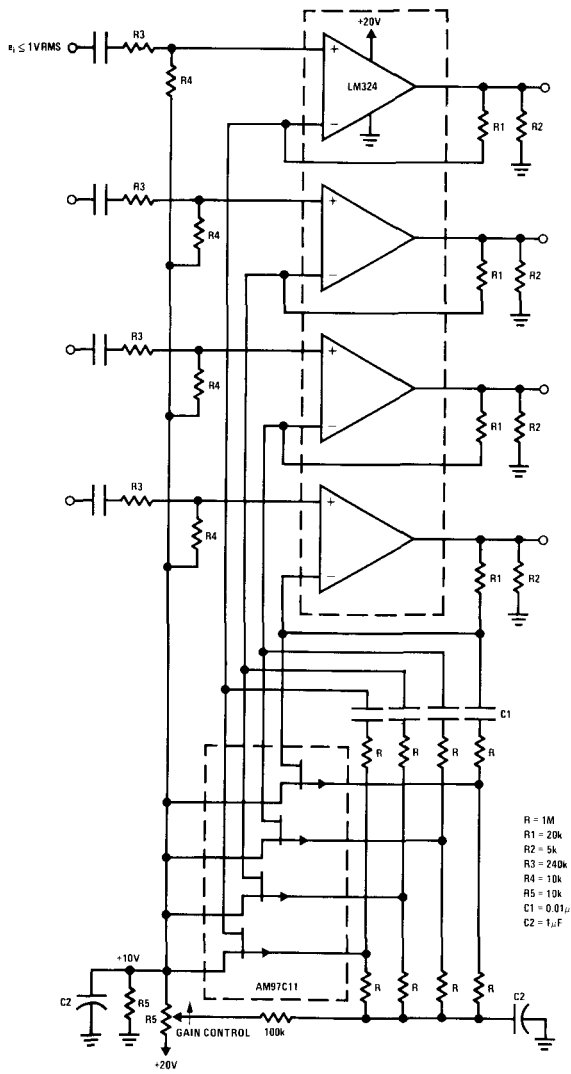 +20V
eᵢ ≤ 1V RMS
R3
R4
+
−
LM324
R1
R2
R3
R4
+
−
R1
R2
R3
R4
+
−
R1
R2
R3
R4
+
−
R1
R2
C1
R
R
R
R
R = 1M
R1 = 20k
R2 = 5k
R3 = 240k
R4 = 10k
R5 = 10k
C1 = 0.01μ
C2 = 1μF
+10V
C2
R5
R5
+20V
GAIN CONTROL
AM97C11
100k
R
R
R
R
C2